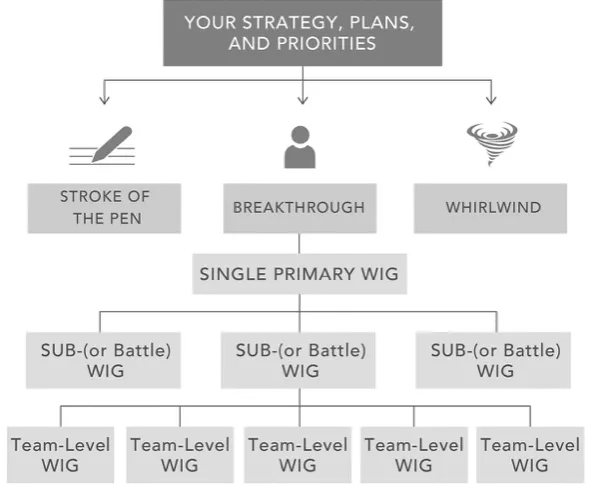 YOUR STRATEGY, PLANS,
AND PRIORITIES
STROKE OF
THE PEN
BREAKTHROUGH
WHIRLWIND
SINGLE PRIMARY WIG
SUB-(or Battle)
WIG
SUB-(or Battle)
WIG
SUB-(or Battle)
WIG
Team-Level
WIG
Team-Level
WIG
Team-Level
WIG
Team-Level
WIG
Team-Level
WIG